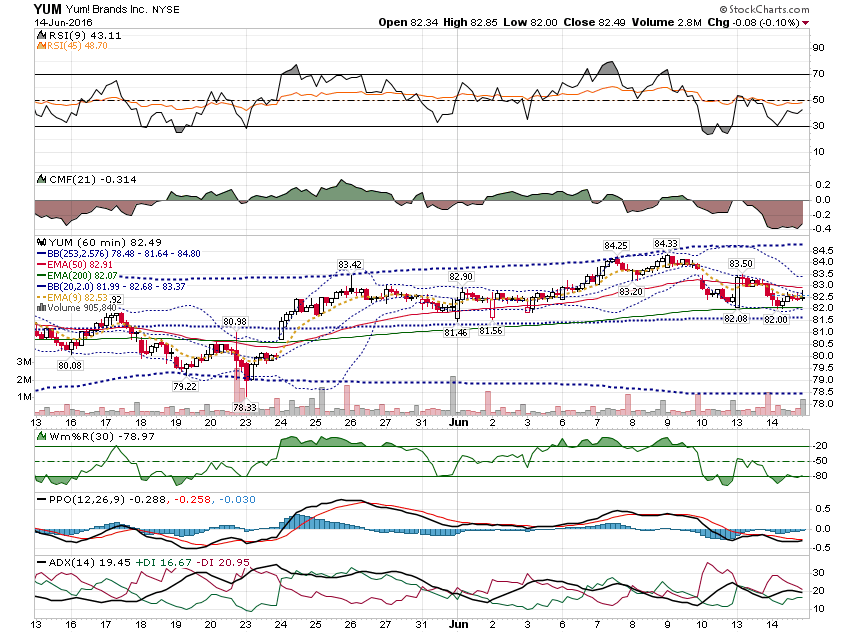 YUM Yum! Brands Inc. NYSE
© StockCharts.com
14-Jun-2016
Open 82.34 High 82.85 Low 82.00 Close 82.49 Volume 2.8M Chg -0.08 (-0.10%)
RSI(9) 43.11
RSI(45) 48.70
90
70
50
30
10
CMF(21) -0.314
0.2
0.0
-0.2
-0.4
YUM (60 min) 82.49
BB(253,2.576) 78.48 - 81.64 - 84.80
EMA(50) 82.91
EMA(200) 82.07
BB(20,2.0) 81.99 - 82.68 - 83.37
EMA(9) 82.53
Volume 905,840
92
84.25
84.33
83.42
82.90
83.50
83.20
80.98
81.46
81.56
82.08
82.00
80.08
79.22
78.33
84.5
84.0
83.5
83.0
82.5
82.0
81.5
81.0
80.5
80.0
79.5
79.0
78.5
78.0
3M
2M
1M
13 16 17 18 19 20 23 24 25 26 27 31 Jun 2 3 6 7 8 9 10 13 14
Wm%R(30) -78.97
-20
-50
-80
PPO(12,26,9) -0.288, -0.258, -0.030
0.5
0.0
-0.5
ADX(14) 19.45 +DI 16.67 -DI 20.95
30
20
10
13 16 17 18 19 20 23 24 25 26 27 31 Jun 2 3 6 7 8 9 10 13 14